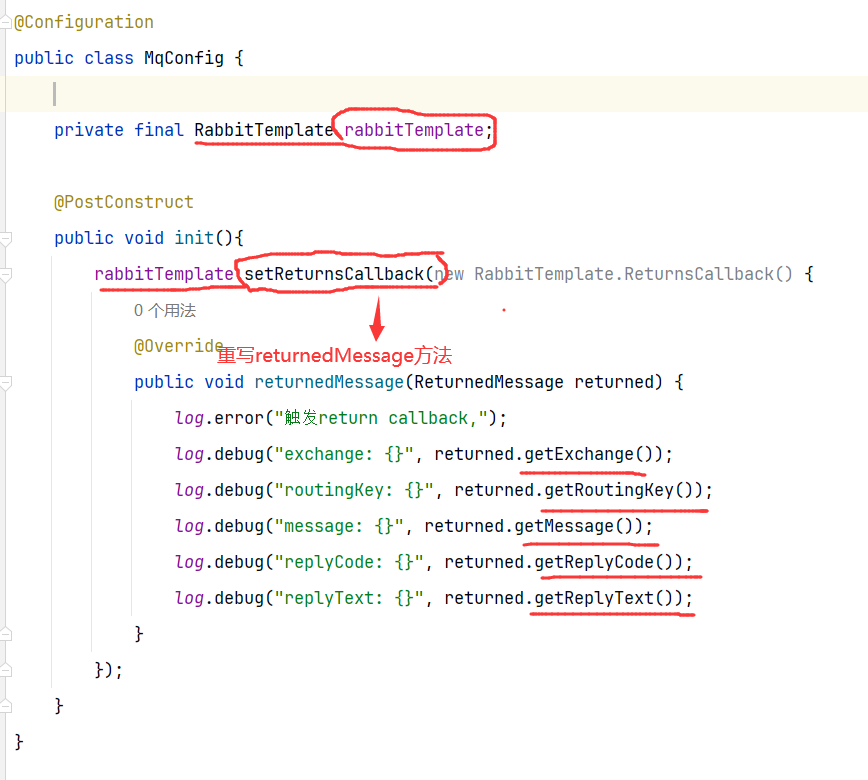 @Configuration
public class MqConfig {
private final RabbitTemplate rabbitTemplate;
@PostConstruct
public void init(){
rabbitTemplate.setReturnsCallback(new RabbitTemplate.ReturnsCallback() {
0 个用法
@Override
重写returnedMessage方法
public void returnedMessage(ReturnedMessage returned) {
log.error("触发return callback,");
log.debug("exchange: {}", returned.getExchange());
log.debug("routingKey: {}", returned.getRoutingKey());
log.debug("message: {}", returned.getMessage());
log.debug("replyCode: {}", returned.getReplyCode());
log.debug("replyText: {}", returned.getReplyText());
}
});
}
}